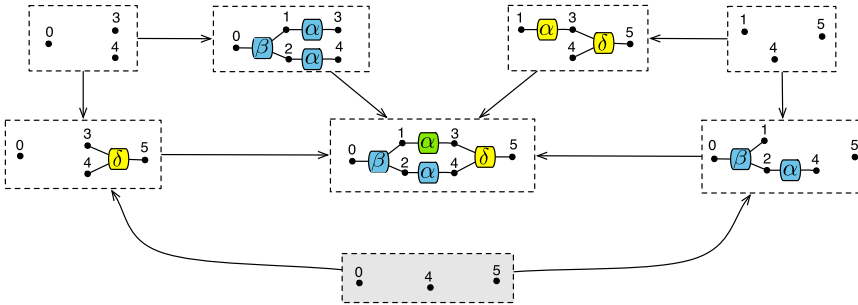 0 3 4
0 β 1 α 3 2 α 4
1 α 3 4 δ 5
1 4 5
0 3 4 δ 5
0 β 1 α 3 2 α 4 δ 5
0 β 1 2 α 4 5
0 4 5